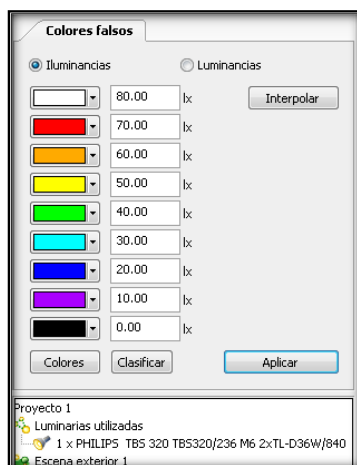 Colores falsos
Iluminancias Luminancias
80.00 lx Interpolar
70.00 lx
60.00 lx
50.00 lx
40.00 lx
30.00 lx
20.00 lx
10.00 lx
0.00 lx
Colores Clasificar Aplicar
Proyecto 1
Luminarias utilizadas
1 x PHILIPS TBS 320 TBS320/236 M6 2xTL-D36W/840
Escena exterior 1